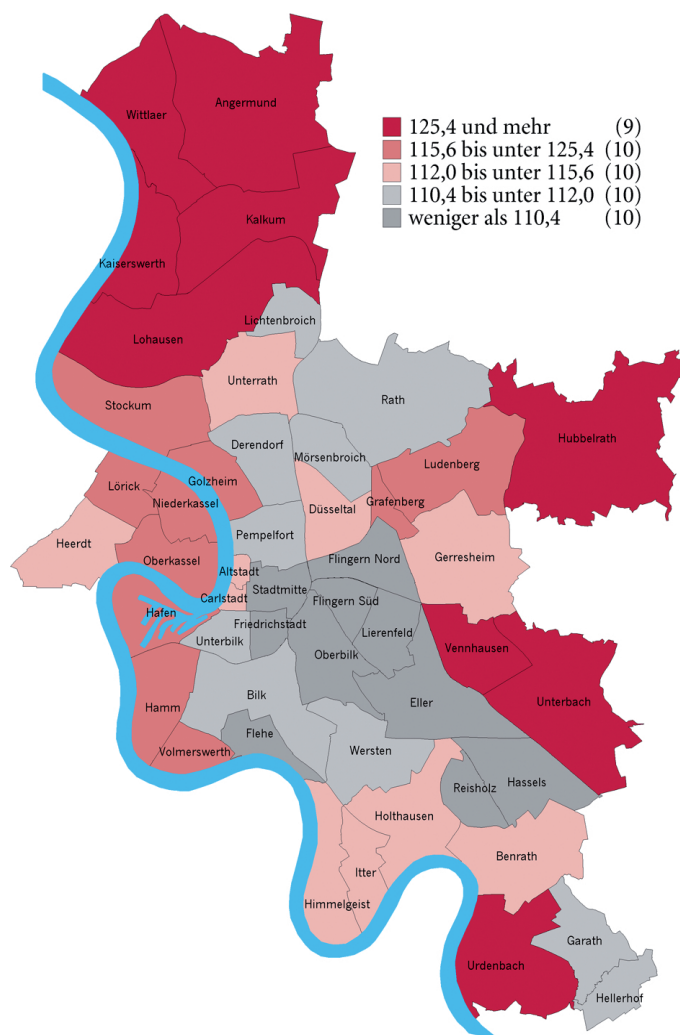 Angermund
Wittlaer
125,4 und mehr (9)
115,6 bis unter 125,4 (10)
112,0 bis unter 115,6 (10)
110,4 bis unter 112,0 (10)
weniger als 110,4 (10)
Kalkum
Kaiserswerth
Lichtenbroich
Lohausen
Unterrath
Rath
Stockum
Hubbelrath
Derendorf
Mörsenbroich
Ludenberg
Golzheim
Lörick
Niederkassel
Grafenberg
Düsseltal
Pempelfort
Heerdt
Oberkassel
Flingern Nord
Gerresheim
Altstadt
Stadtmitte
Carlstadt
Flingern Süd
Hafen
Friedrichstadt
Lierenfeld
Unterbilk
Vennhausen
Oberbilk
Bilk
Unterbach
Eller
Hamm
Flehe
Volmerswerth
Wersten
Hassels
Reisholz
Holthausen
Benrath
Itter
Himmelgeist
Garath
Urdenbach
Hellerhof